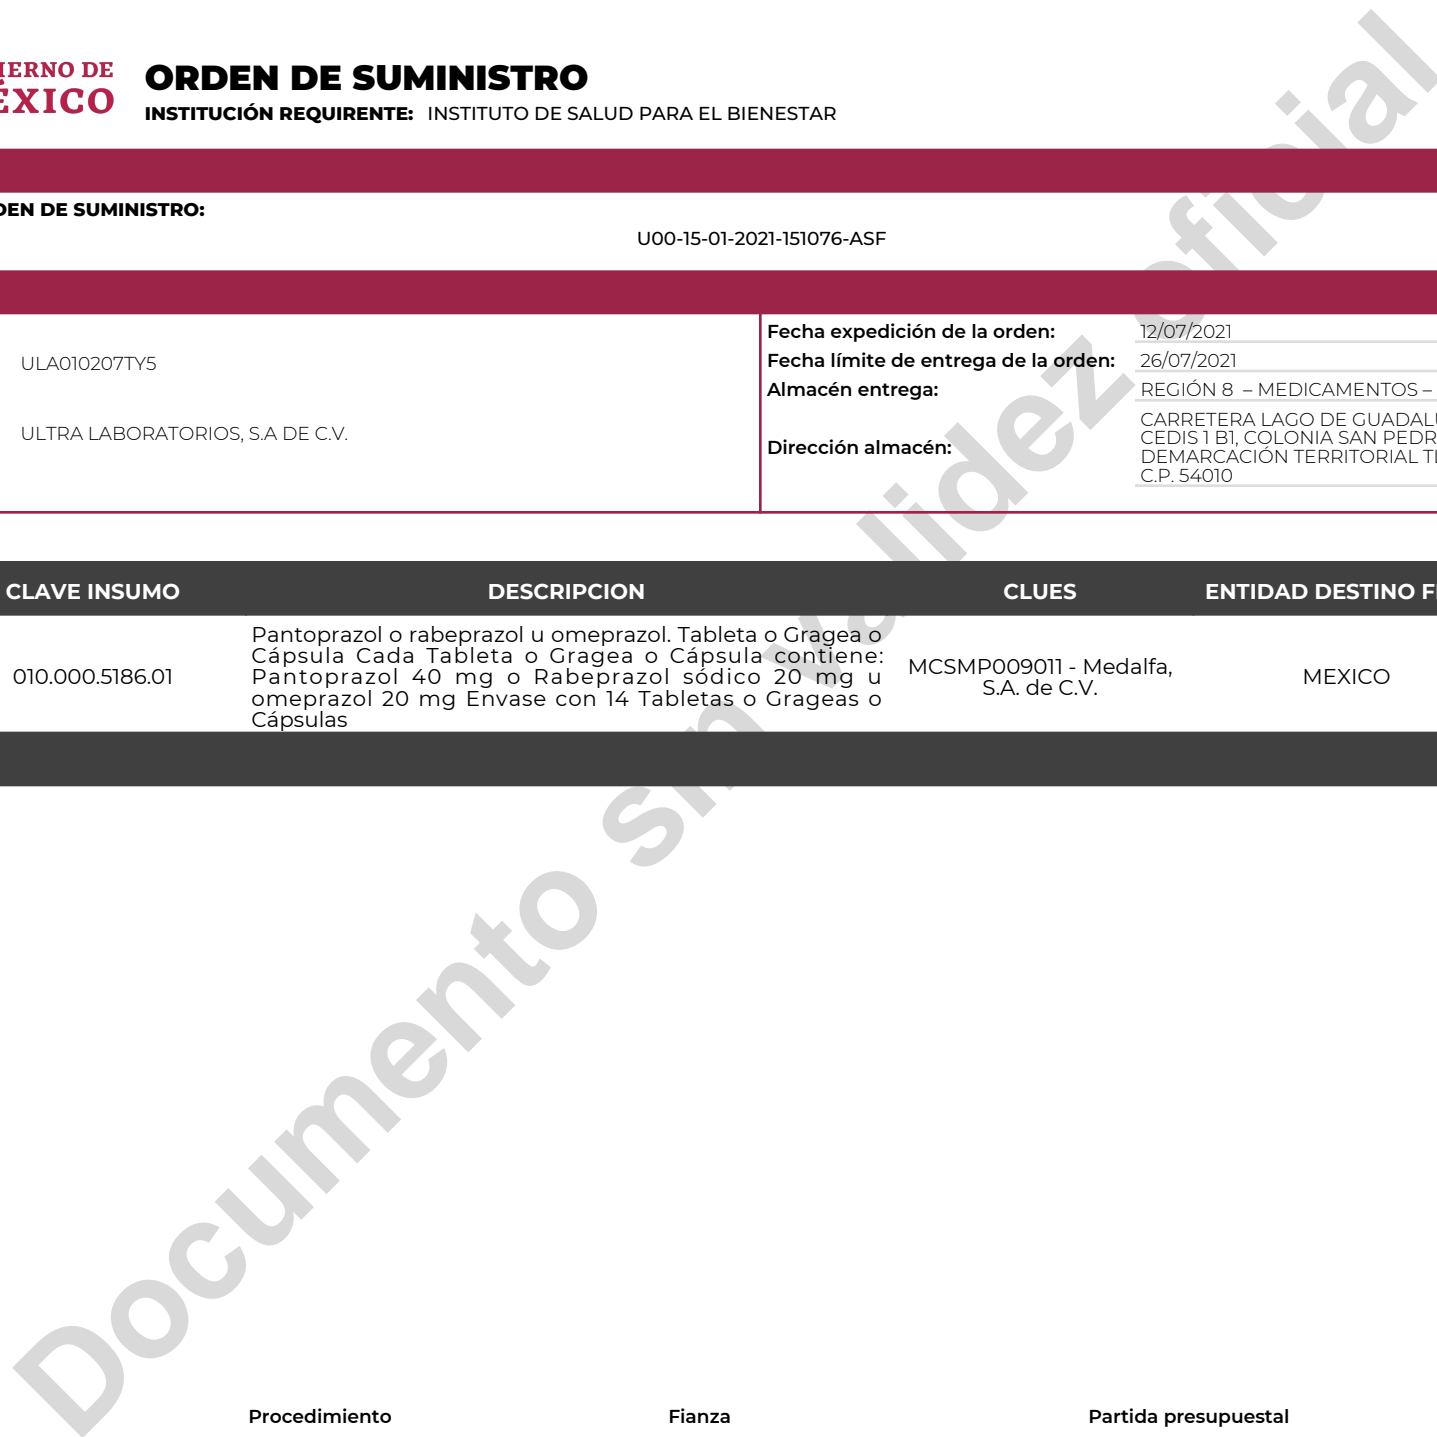 IERNO DE
ÉXICO
ORDEN DE SUMINISTRO
INSTITUCIÓN REQUIRENTE: INSTITUTO DE SALUD PARA EL BIENESTAR
DEN DE SUMINISTRO:
U00-15-01-2021-151076-ASF
ULA010207TY5
ULTRA LABORATORIOS, S.A DE C.V.
Fecha expedición de la orden: 12/07/2021
Fecha límite de entrega de la orden: 26/07/2021
Almacén entrega: REGIÓN 8 – MEDICAMENTOS –
Dirección almacén:
CARRETERA LAGO DE GUADALU
CEDIS 1 B1, COLONIA SAN PEDR
DEMARCACIÓN TERRITORIAL TL
C.P. 54010
CLAVE INSUMO DESCRIPCION CLUES ENTIDAD DESTINO FI
010.000.5186.01
Pantoprazol o rabeprazol u omeprazol. Tableta o Gragea o
Cápsula Cada Tableta o Gragea o Cápsula contiene:
Pantoprazol 40 mg o Rabeprazol sódico 20 mg u
omeprazol 20 mg Envase con 14 Tabletas o Grageas o
Cápsulas
MCSMP009011 - Medalfa,
S.A. de C.V.
MEXICO
Documento sin validez oficial
Procedimiento Fianza Partida presupuestal